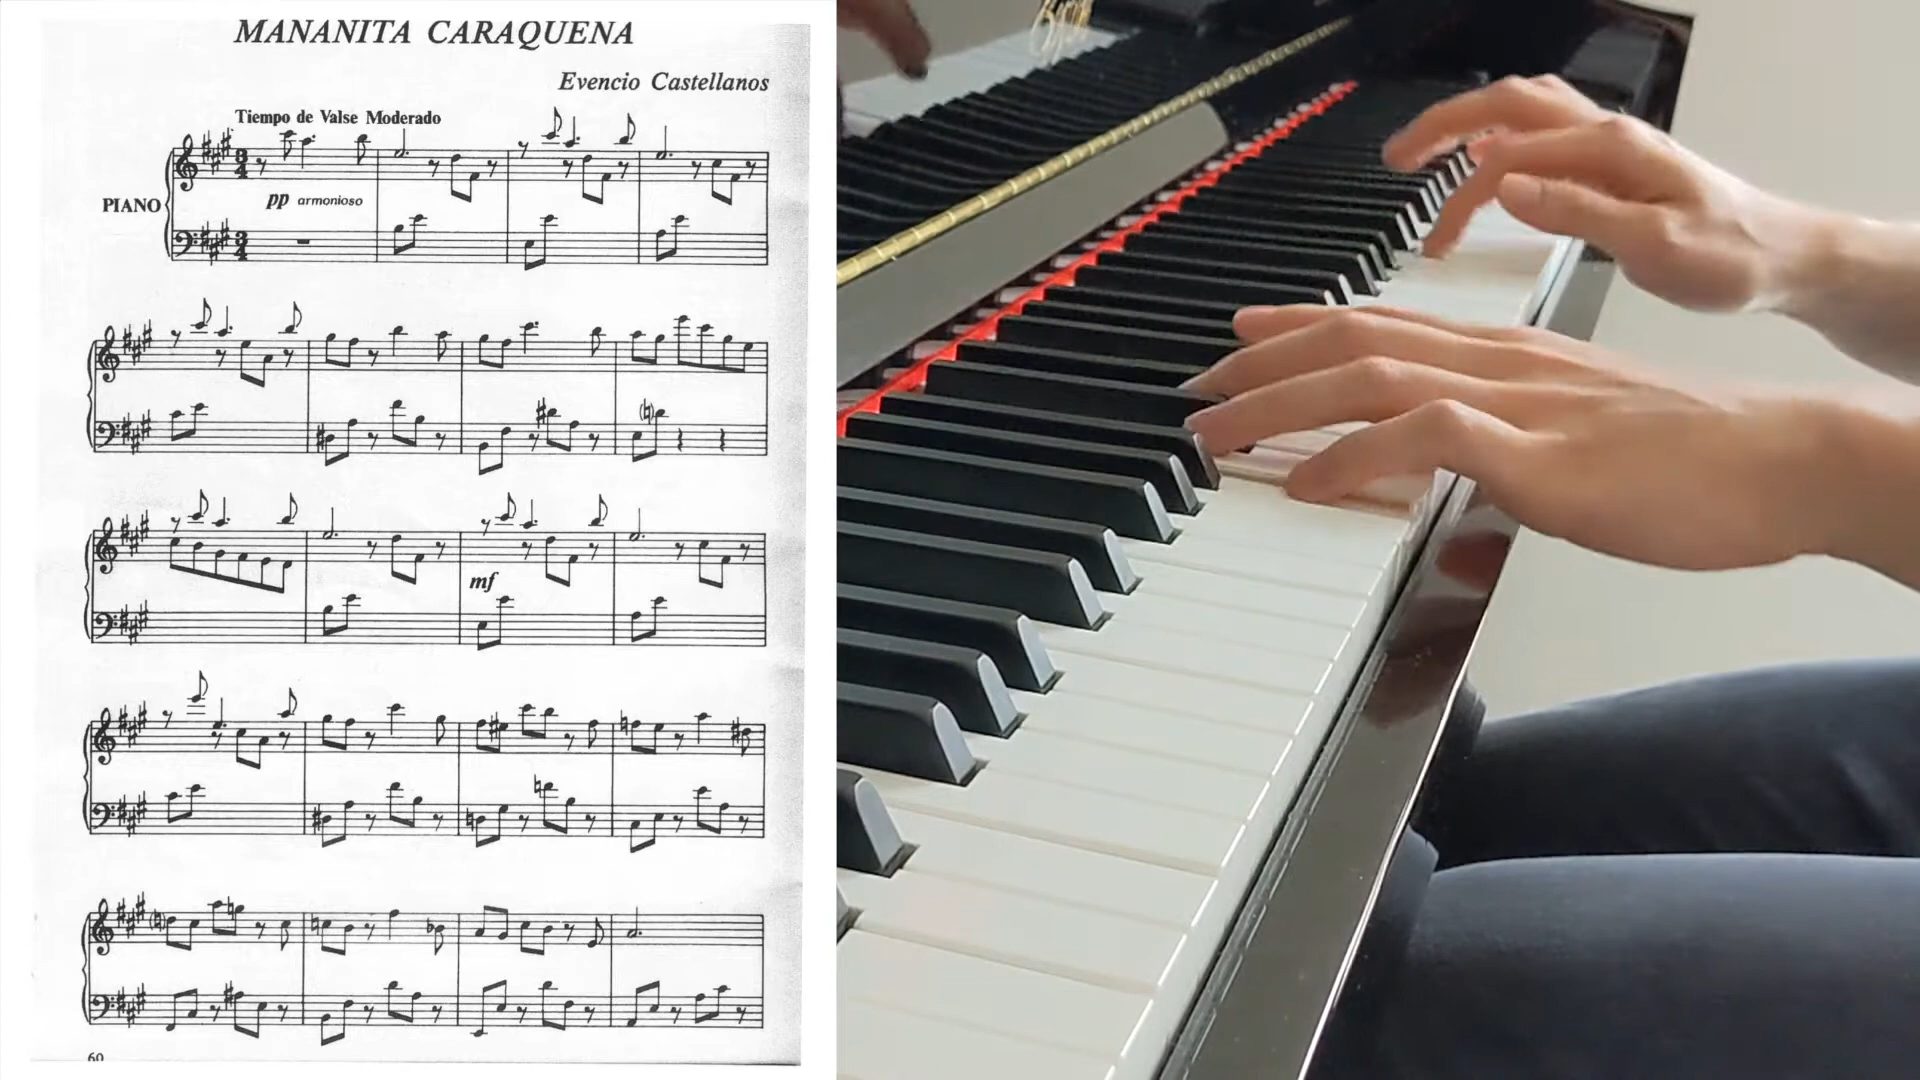 MANANITA CARAQUENA
Evencio Castellanos
Tiempo de Valse Moderado
PIANO
pp armonioso
mf
60